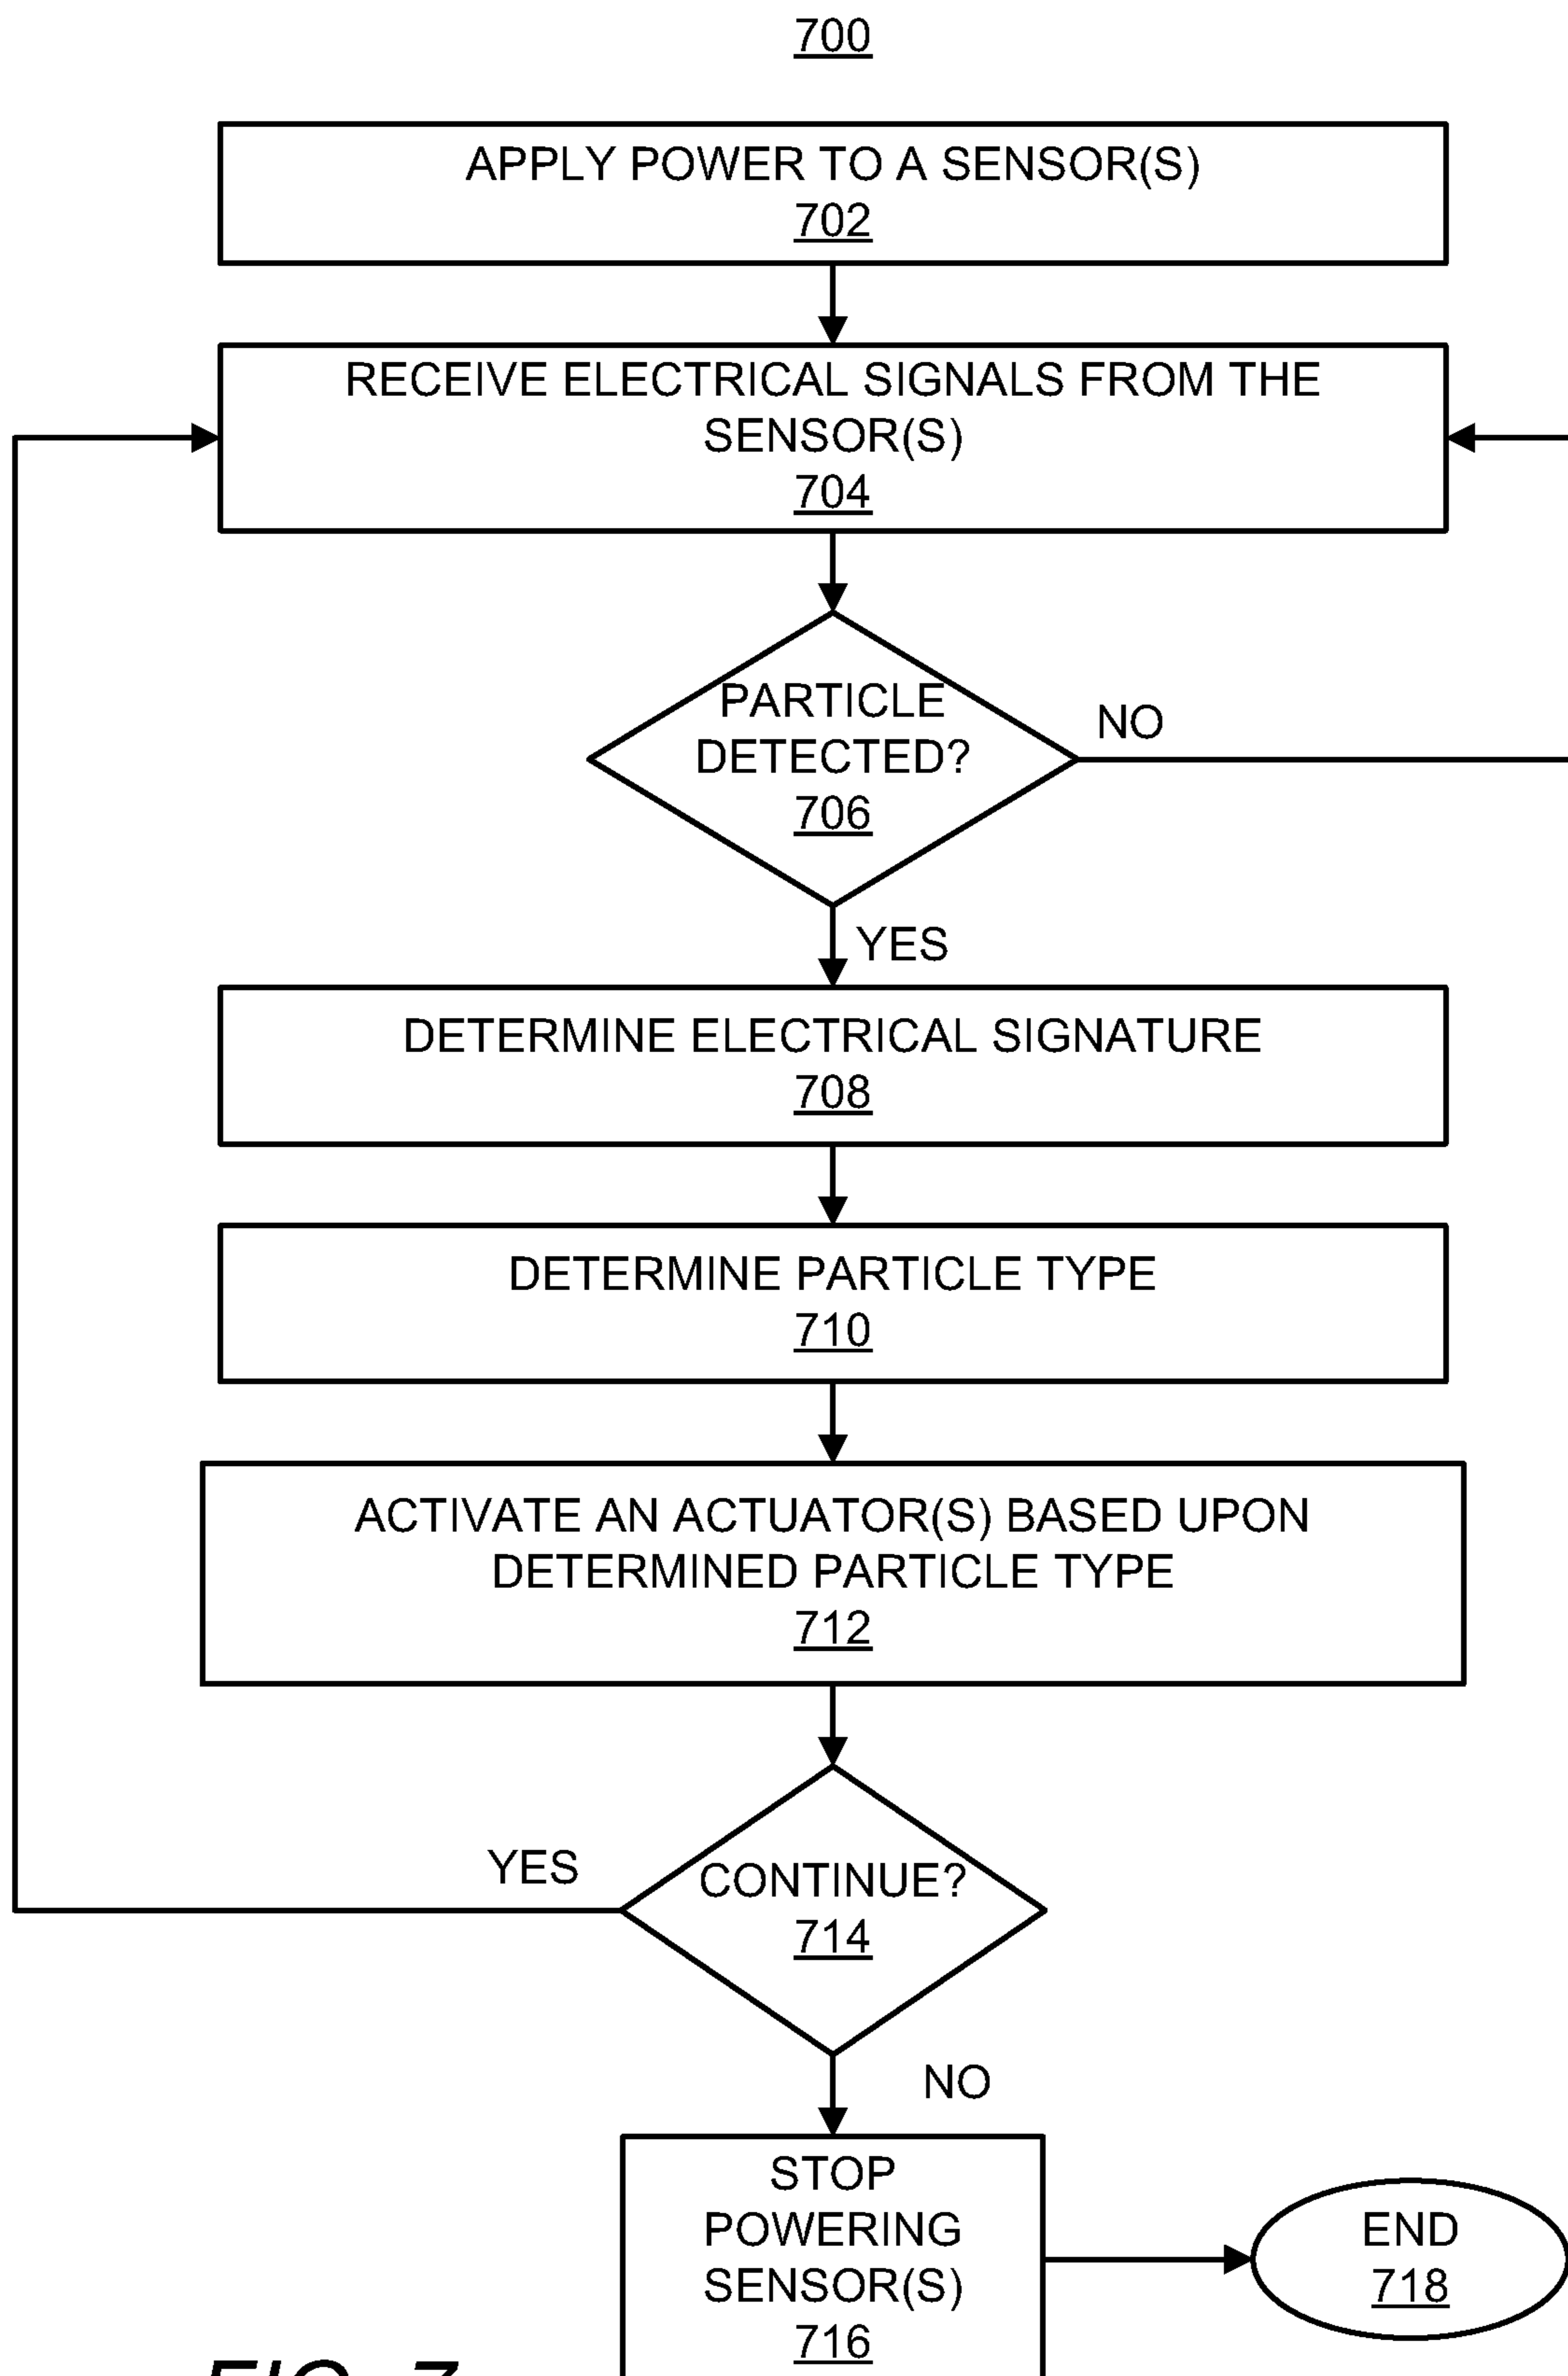 700
APPLY POWER TO A SENSOR(S)
702
RECEIVE ELECTRICAL SIGNALS FROM THE
SENSOR(S)
704
PARTICLE
DETECTED?
706
NO
YES
DETERMINE ELECTRICAL SIGNATURE
708
DETERMINE PARTICLE TYPE
710
ACTIVATE AN ACTUATOR(S) BASED UPON
DETERMINED PARTICLE TYPE
712
YES
CONTINUE?
714
NO
STOP
POWERING
SENSOR(S)
716
END
718
FIG. 7